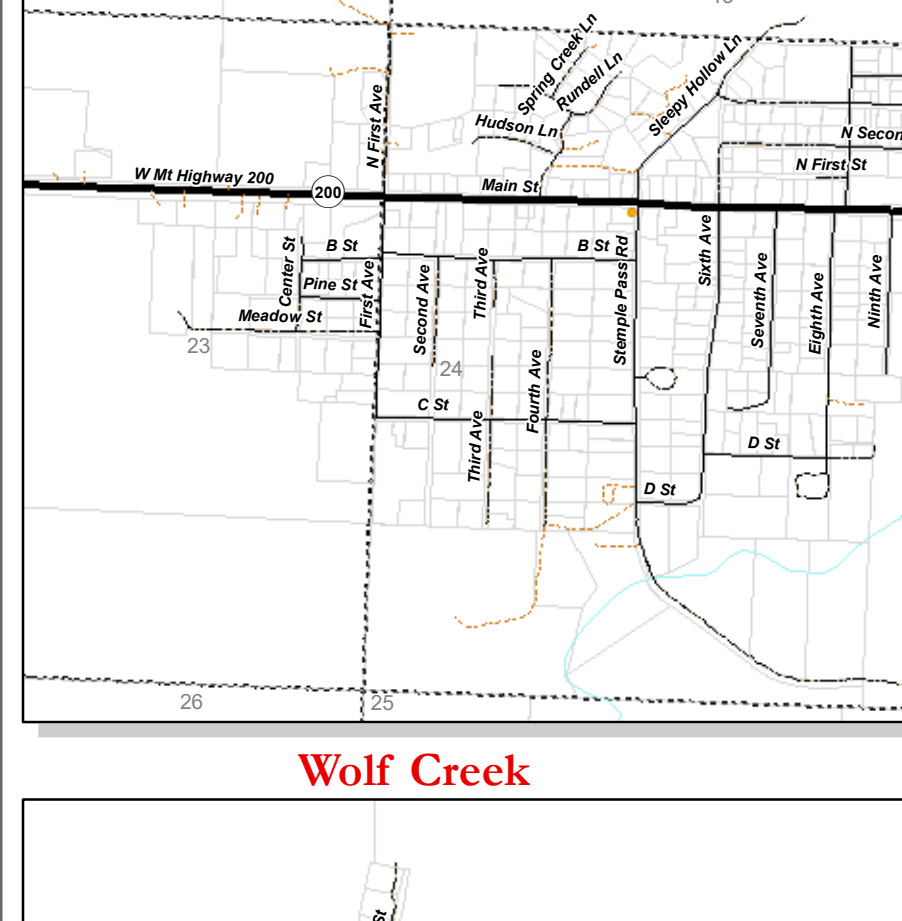 Spring Creek Ln
Rundell Ln
Sleepy Hollow Ln
N First Ave
Hudson Ln
N Secon
N First St
W Mt Highway 200
200
Main St
B St
B St
Center St
Pine St
First Ave
Meadow St
Second Ave
Third Ave
Stemple Pass Rd
Sixth Ave
Seventh Ave
Eighth Ave
Ninth Ave
23
24
Fourth Ave
C St
Third Ave
D St
D St
26
25
Wolf Creek
St